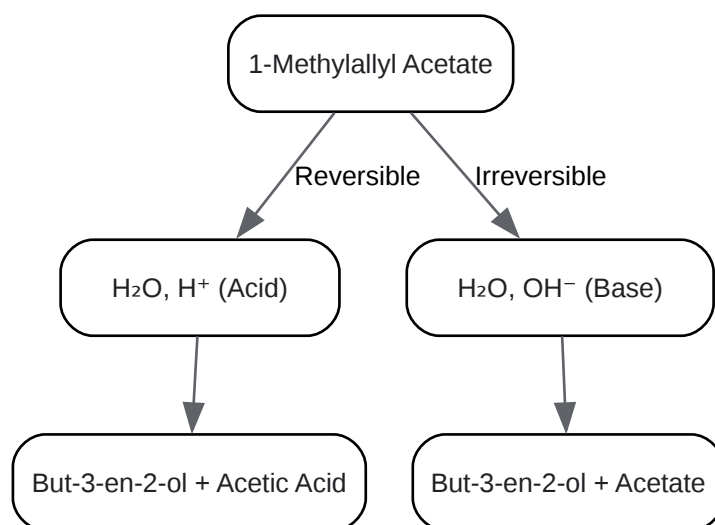 1-Methylallyl Acetate
Reversible
Irreversible
H₂O, H⁺ (Acid)
H₂O, OH⁻ (Base)
But-3-en-2-ol + Acetic Acid
But-3-en-2-ol + Acetate